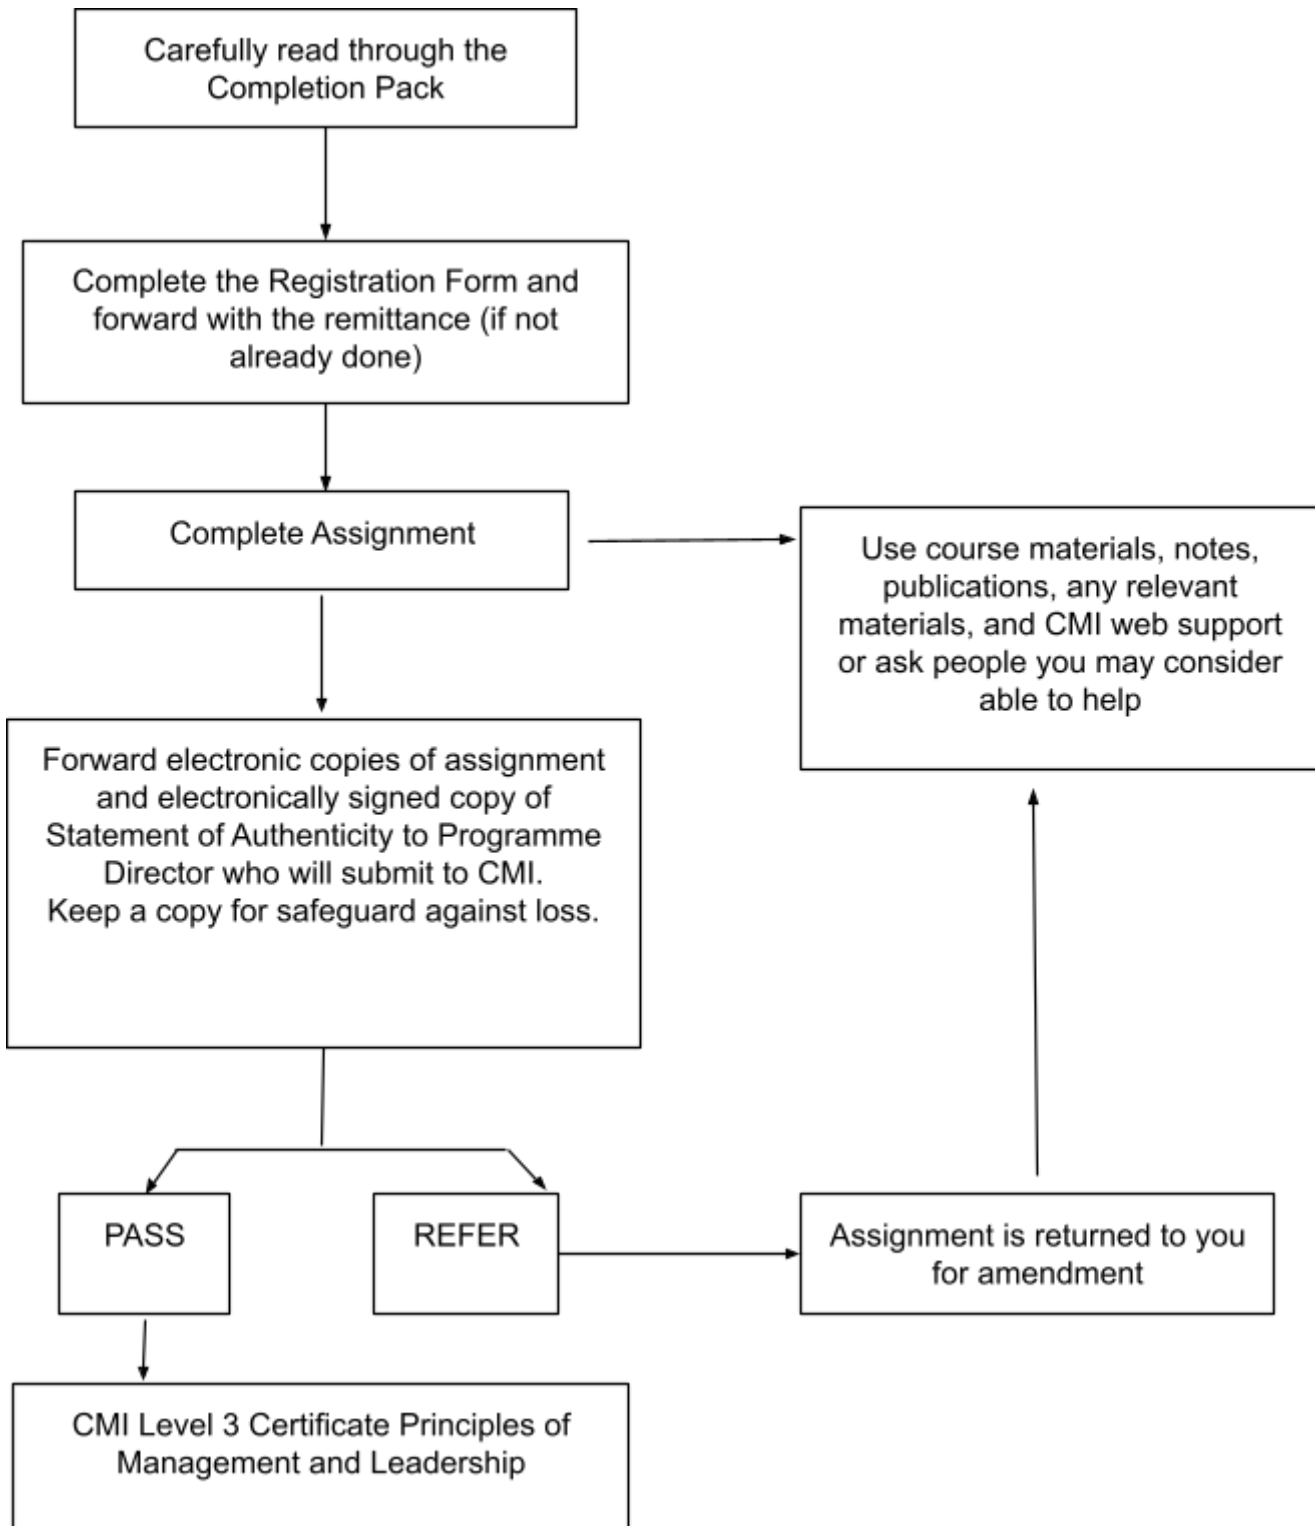 Carefully read through the
Completion Pack
Complete the Registration Form and
forward with the remittance (if not
already done)
Complete Assignment
Use course materials, notes,
publications, any relevant
materials, and CMI web support
or ask people you may consider
able to help
Forward electronic copies of assignment
and electronically signed copy of
Statement of Authenticity to Programme
Director who will submit to CMI.
Keep a copy for safeguard against loss.
PASS
REFER
Assignment is returned to you
for amendment
CMI Level 3 Certificate Principles of
Management and Leadership